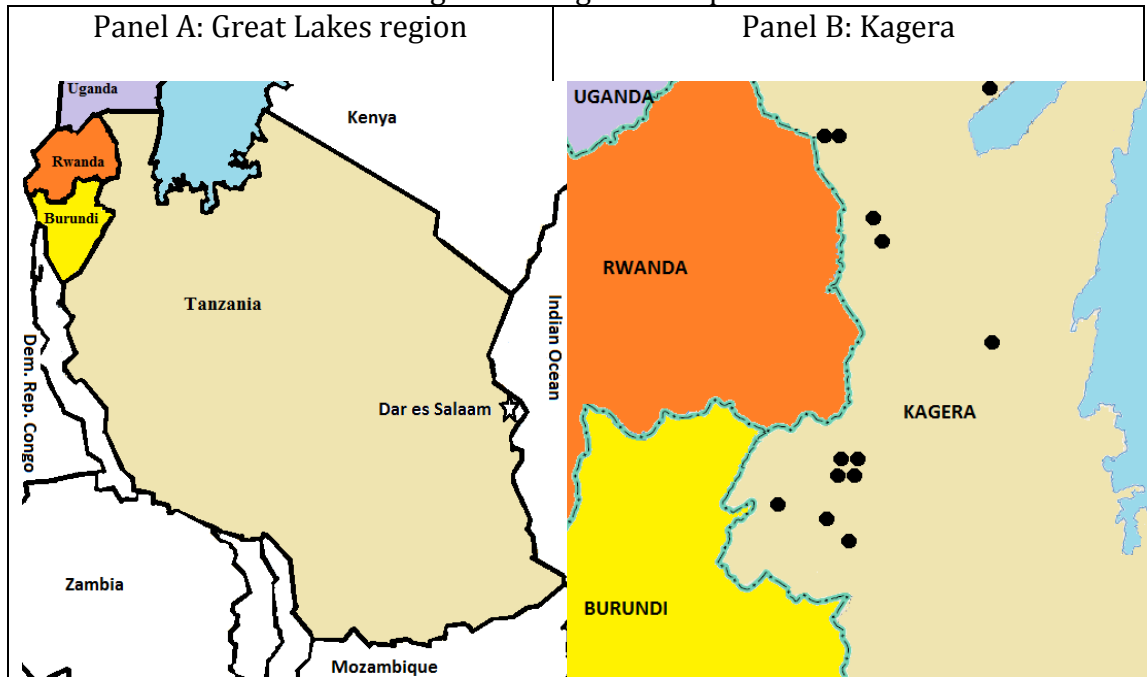 Panel A: Great Lakes region
Panel B: Kagera
Uganda
Kenya
Rwanda
Burundi
Tanzania
Indian Ocean
Dem. Rep. Congo
Dar es Salaam
Zambia
Mozambique
UGANDA
RWANDA
KAGERA
BURUNDI